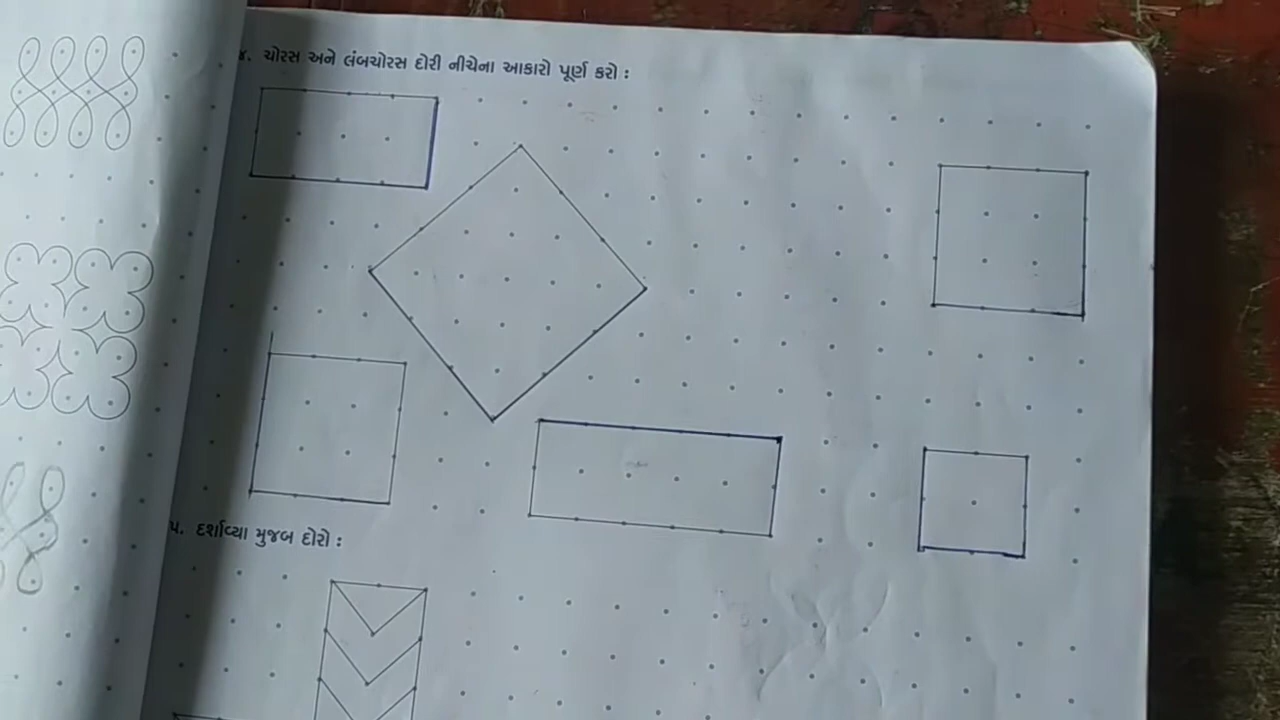 ૪. ચોરસ અને લંબચોરસ દોરી નીચેના આકારો પૂર્ણ કરો :
૫. દર્શાવ્યા મુજબ દોરો :